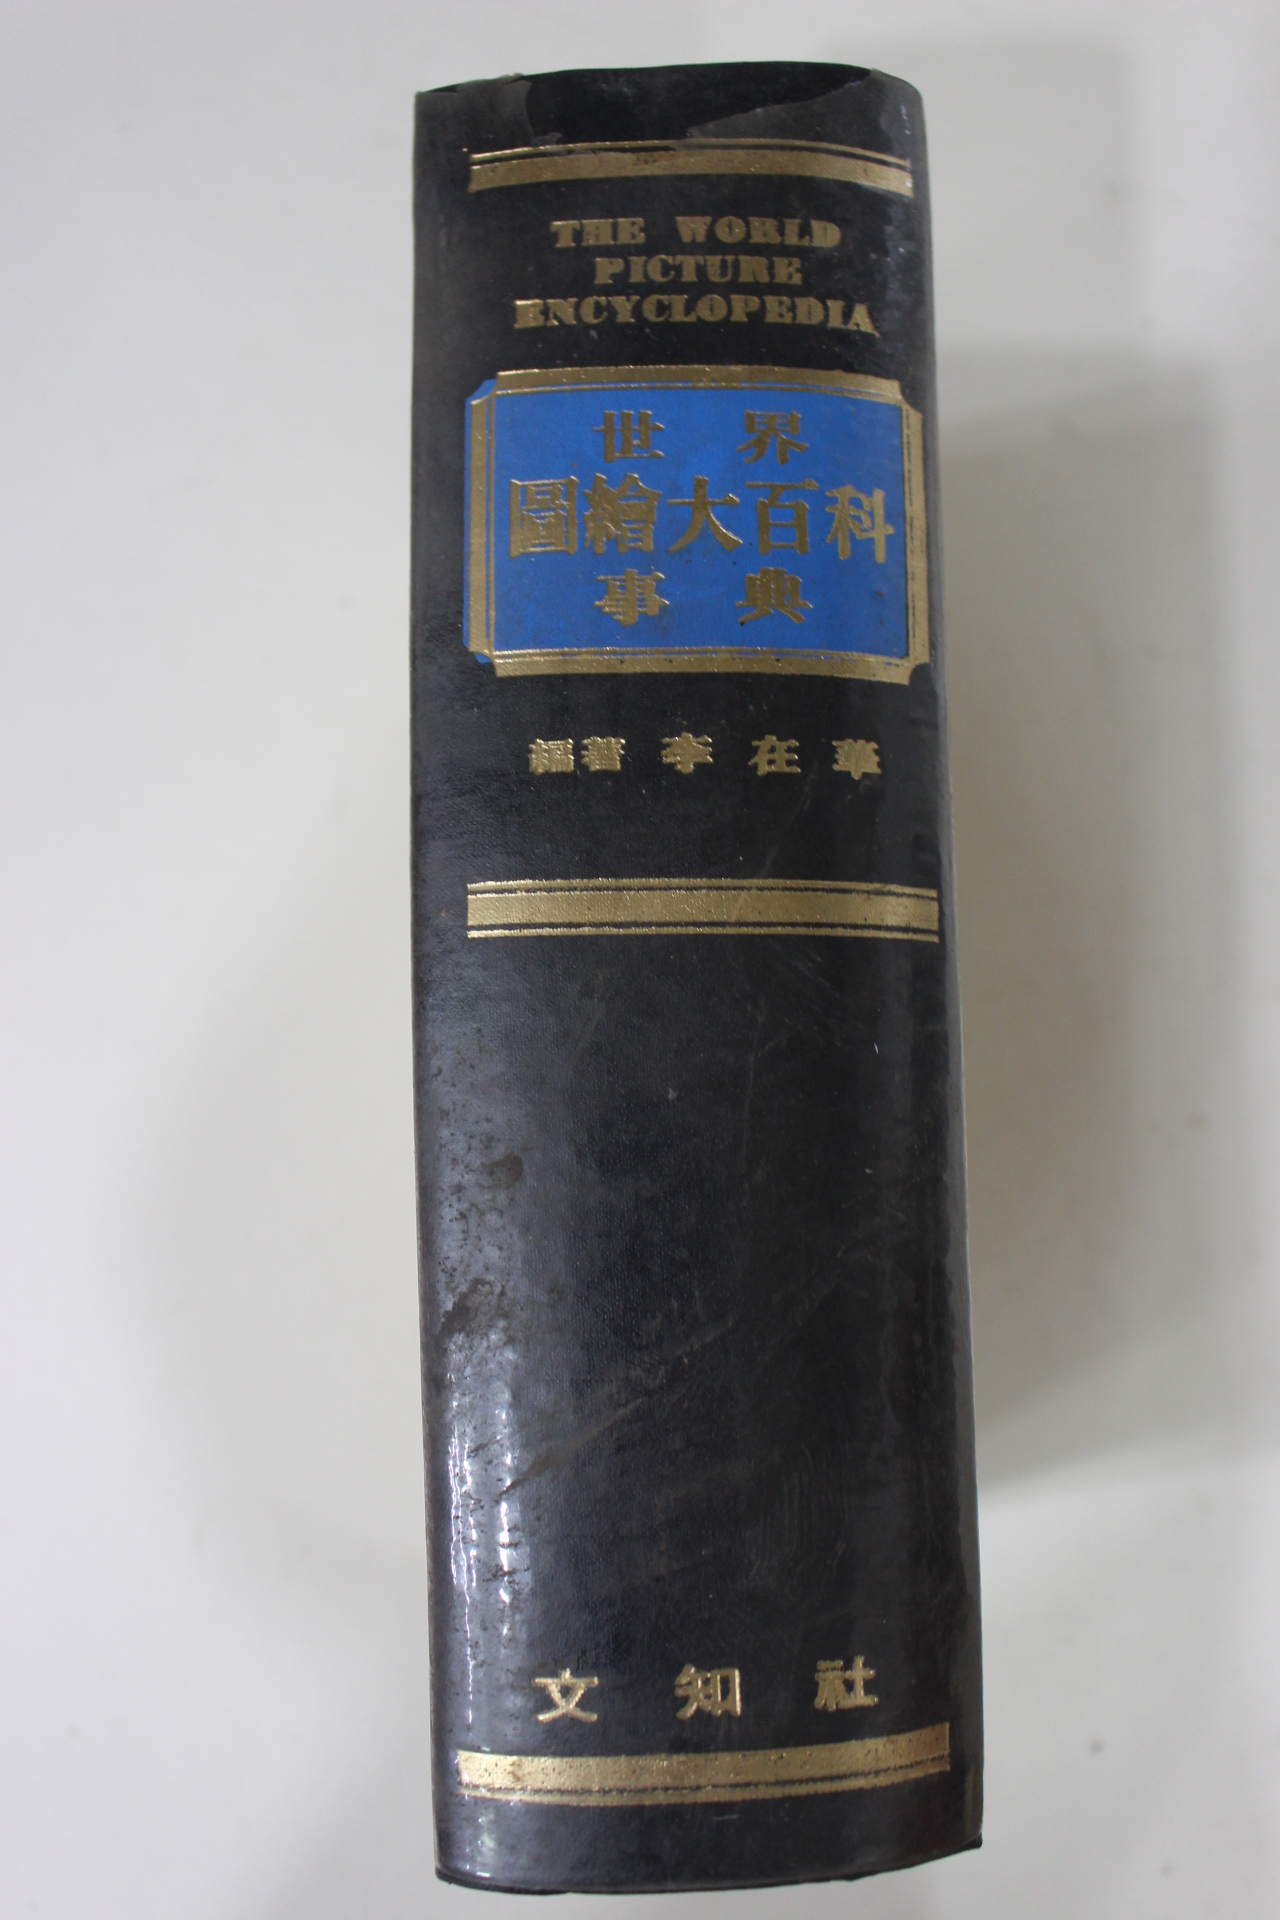 THE WORLD
PICTURE
ENCYCLOPEDIA
世界
圖繪大百科
事典
編著 李在華
文知社